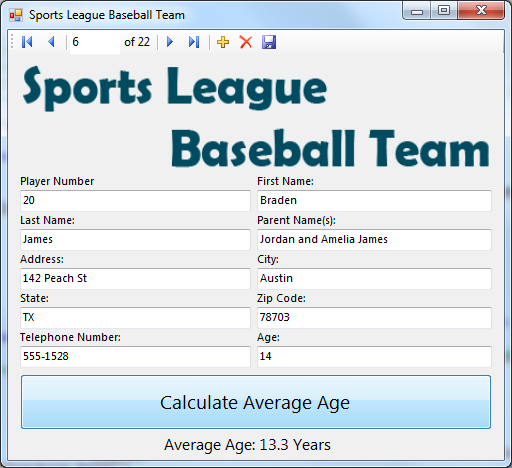 Sports League Baseball Team
6 of 22
Sports League
Baseball Team
Player Number First Name:
20 Braden
Last Name: Parent Name(s):
James Jordan and Amelia James
Address: City:
142 Peach St Austin
State: Zip Code:
TX 78703
Telephone Number: Age:
555-1528 14
Calculate Average Age
Average Age: 13.3 Years